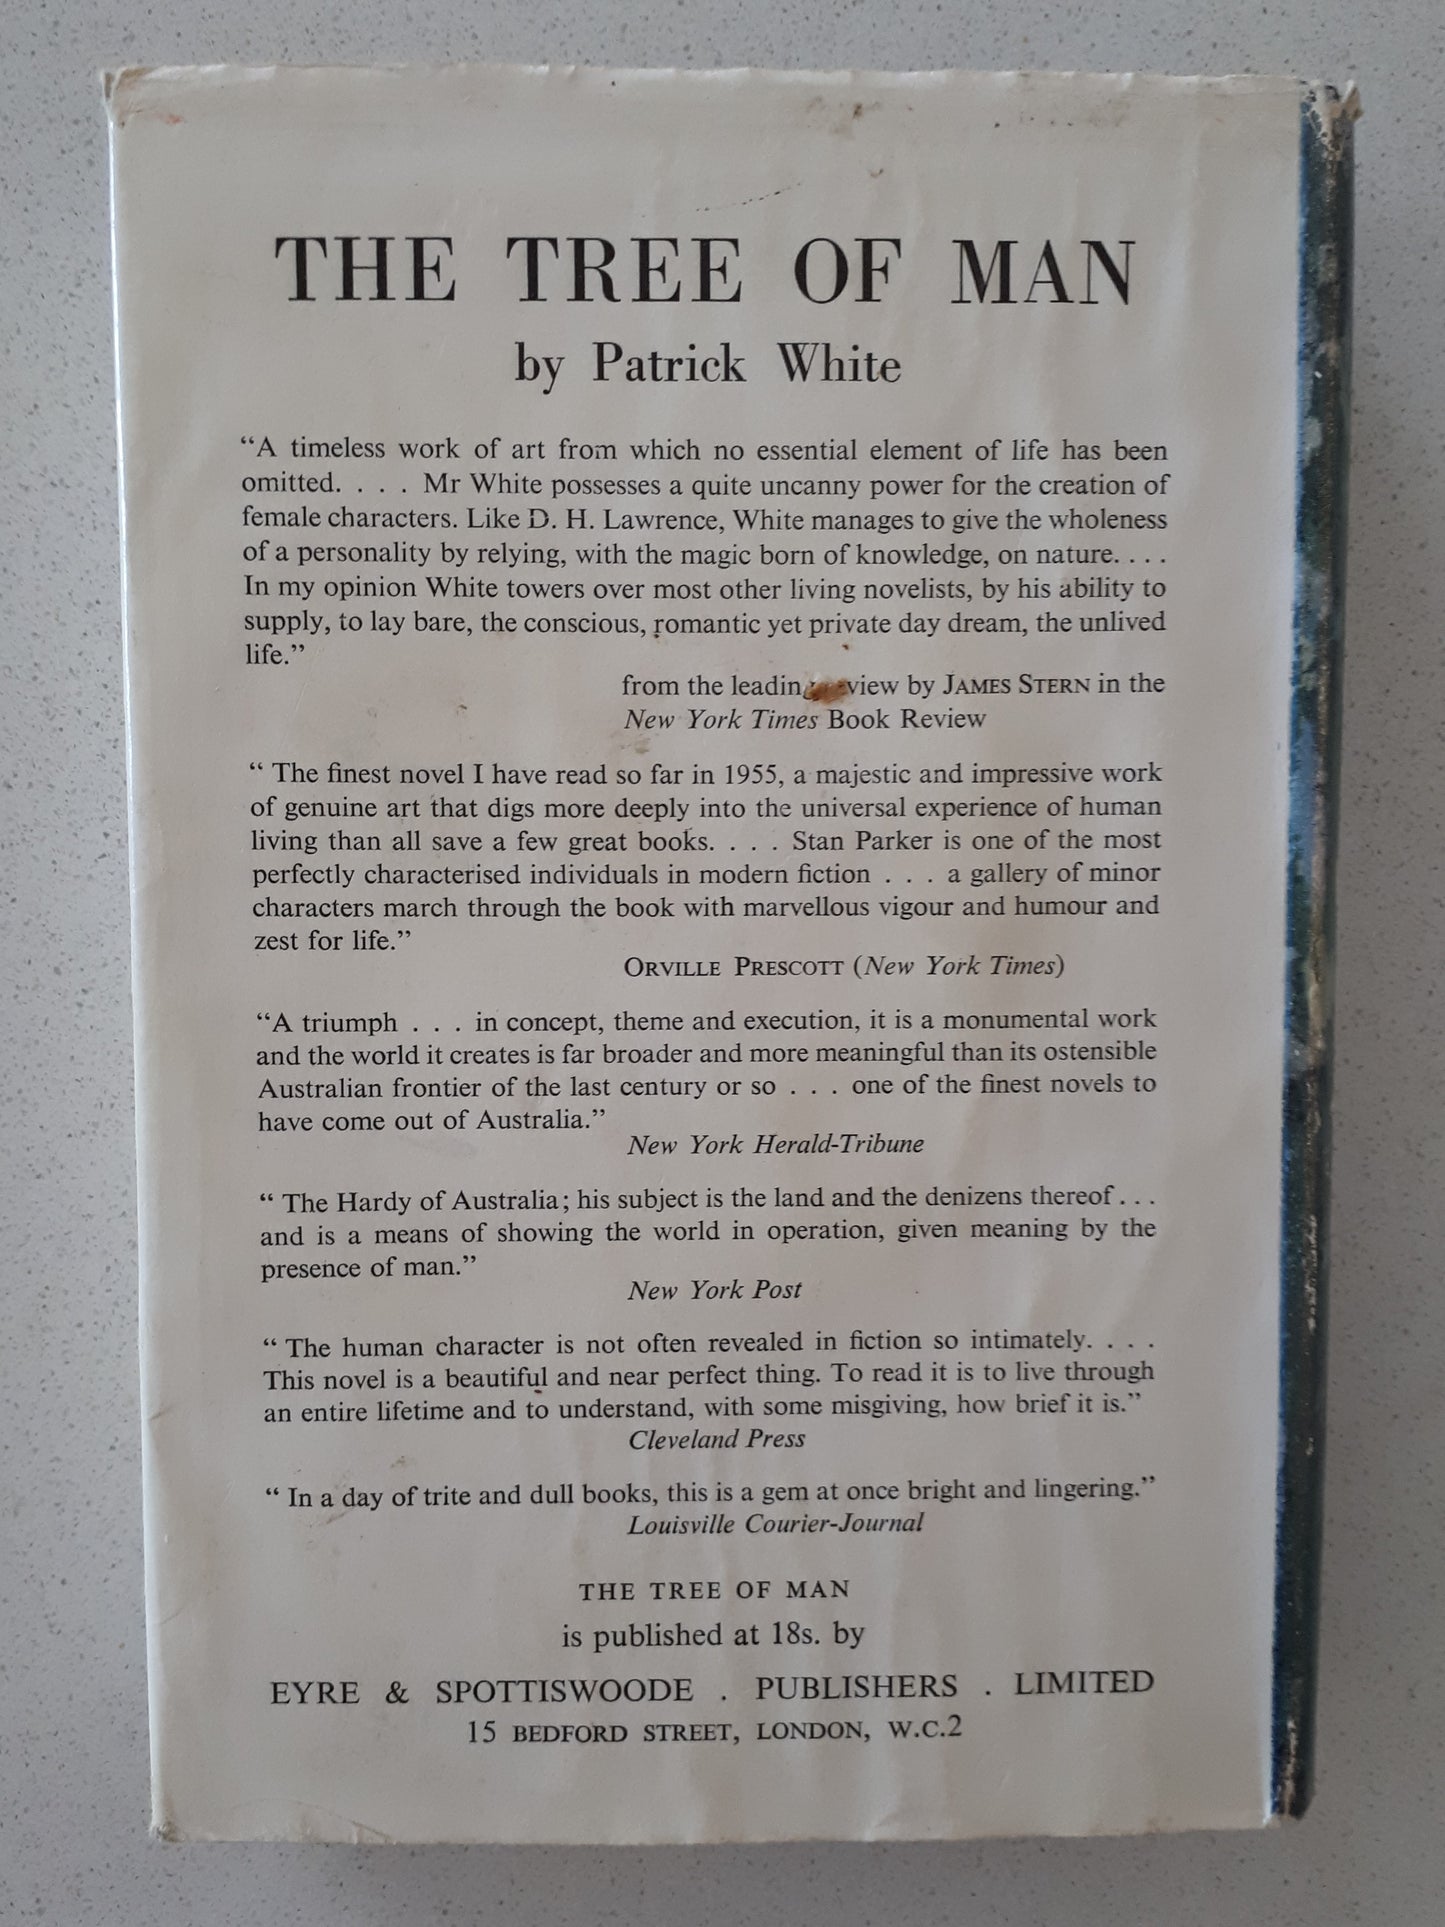 THE TREE OF MAN
by Patrick White
“A timeless work of art from which no essential element of life has been
omitted. . . . Mr White possesses a quite uncanny power for the creation of
female characters. Like D. H. Lawrence, White manages to give the wholeness
of a personality by relying, with the magic born of knowledge, on nature. . . .
In my opinion White towers over most other living novelists, by his ability to
supply, to lay bare, the conscious, romantic yet private day dream, the unlived
life.”
from the leading view by JAMES STERN in the
New York Times Book Review
“ The finest novel I have read so far in 1955, a majestic and impressive work
of genuine art that digs more deeply into the universal experience of human
living than all save a few great books. . . . Stan Parker is one of the most
perfectly characterised individuals in modern fiction . . . a gallery of minor
characters march through the book with marvellous vigour and humour and
zest for life.”
ORVILLE PRESCOTT (New York Times)
“A triumph . . . in concept, theme and execution, it is a monumental work
and the world it creates is far broader and more meaningful than its ostensible
Australian frontier of the last century or so . . . one of the finest novels to
have come out of Australia.”
New York Herald-Tribune
“ The Hardy of Australia; his subject is the land and the denizens thereof . . .
and is a means of showing the world in operation, given meaning by the
presence of man.”
New York Post
“ The human character is not often revealed in fiction so intimately. . . .
This novel is a beautiful and near perfect thing. To read it is to live through
an entire lifetime and to understand, with some misgiving, how brief it is.”
Cleveland Press
“ In a day of trite and dull books, this is a gem at once bright and lingering.”
Louisville Courier-Journal
THE TREE OF MAN
is published at 18s. by
EYRE & SPOTTISWOODE . PUBLISHERS . LIMITED
15 BEDFORD STREET, LONDON, W.C.2